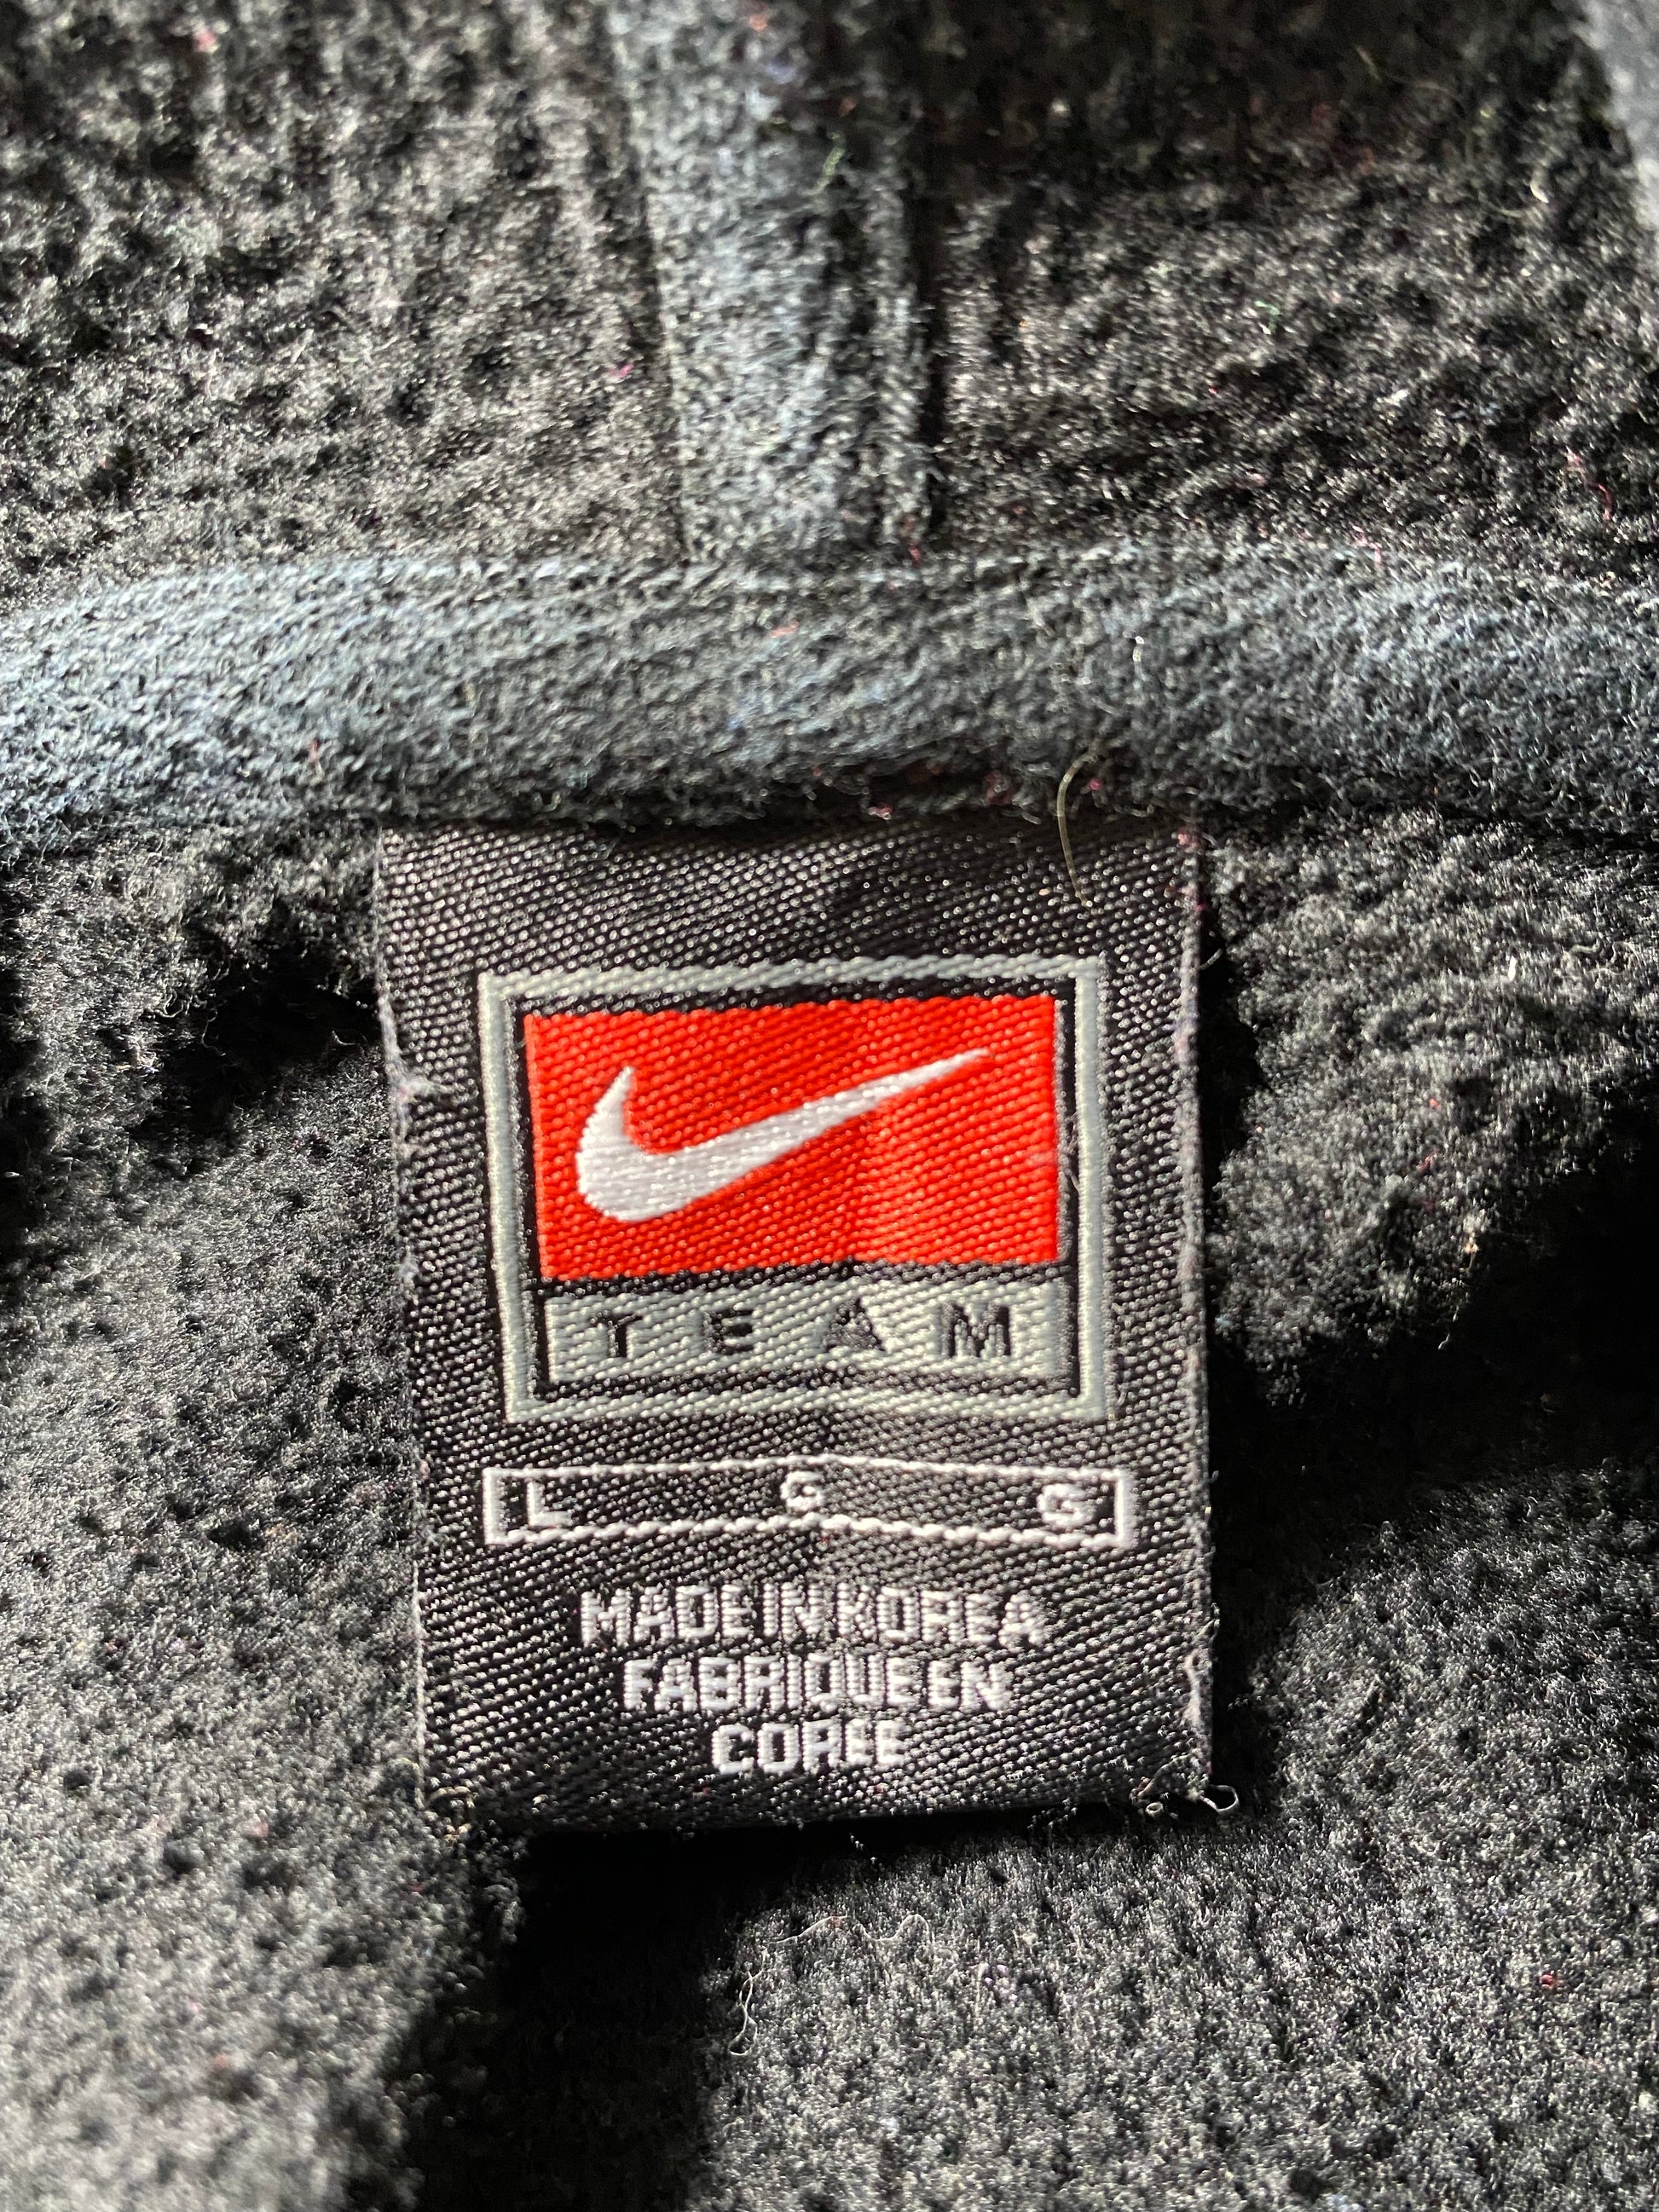 TEAM
L G G
MADE IN KOREA
FABRIQUE EN
COREE